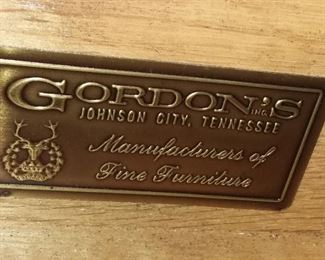 GORDON'S INC.
JOHNSON CITY, TENNESSEE
Manufacturers of
Fine Furniture